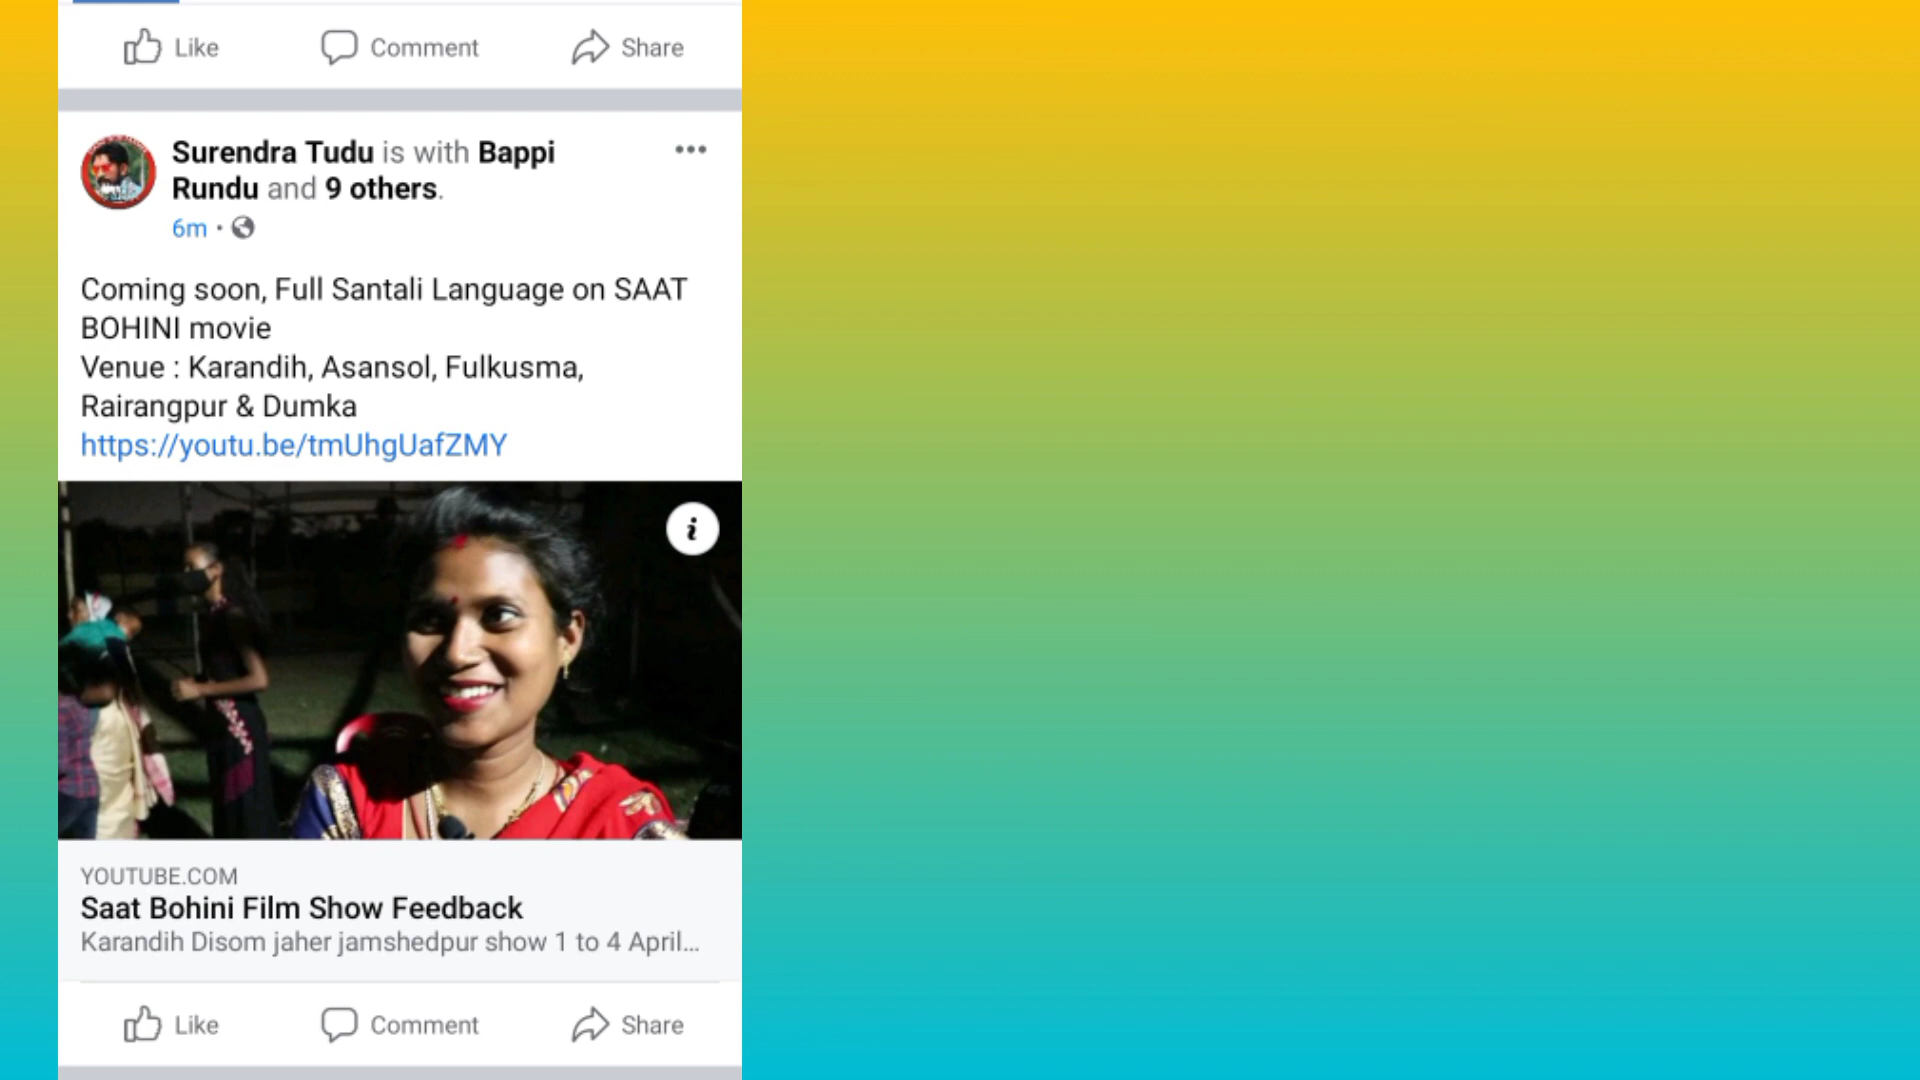 Like Comment Share
Surendra Tudu is with Bappi
Rundu and 9 others.
6m •
Coming soon, Full Santali Language on SAAT
BOHINI movie
Venue : Karandih, Asansol, Fulkusma,
Rairangpur & Dumka
https://youtu.be/tmUhgUafZMY
YOUTUBE.COM
Saat Bohini Film Show Feedback
Karandih Disom jaher jamshedpur show 1 to 4 April...
Like Comment Share